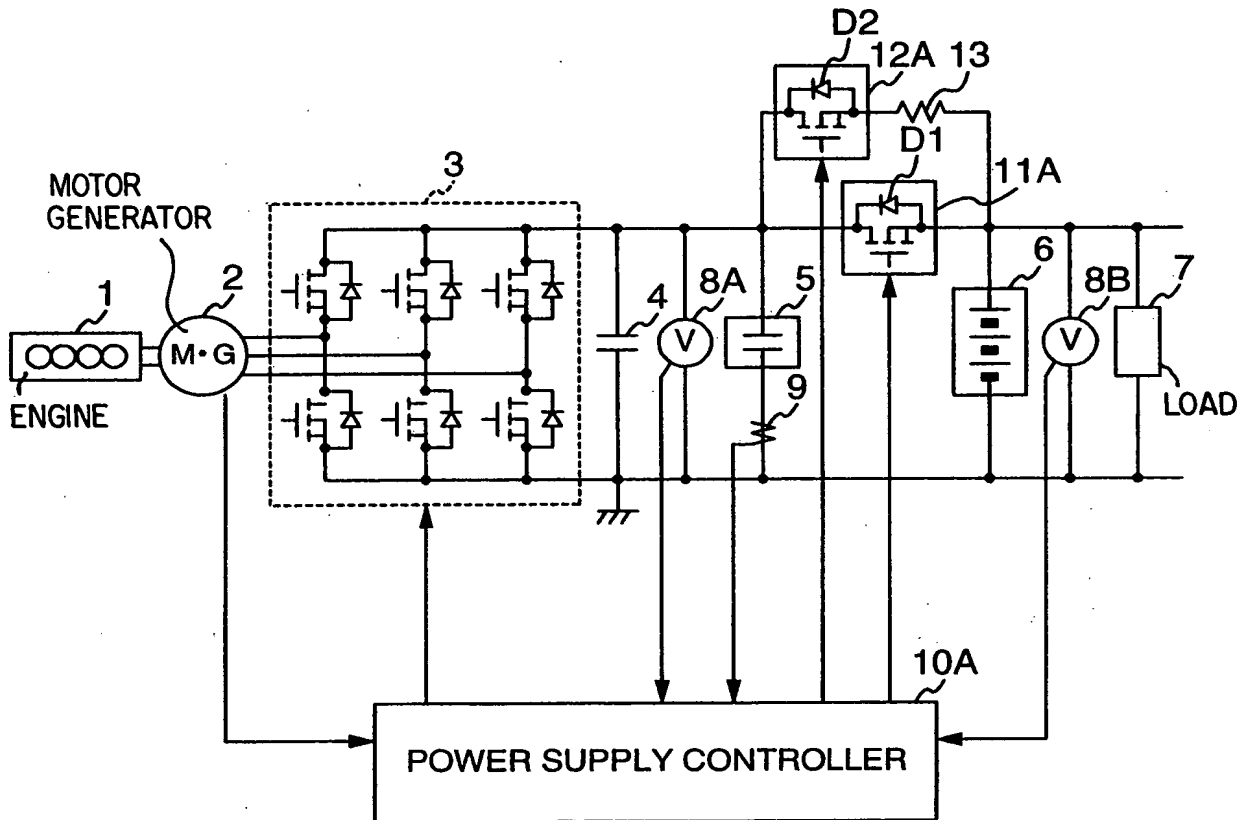 D2
12A 13
D1
11A
3
MOTOR
GENERATOR
2
1
M·G
ENGINE
4
8A
V
5
9
6
8B
V
7
LOAD
10A
POWER SUPPLY CONTROLLER